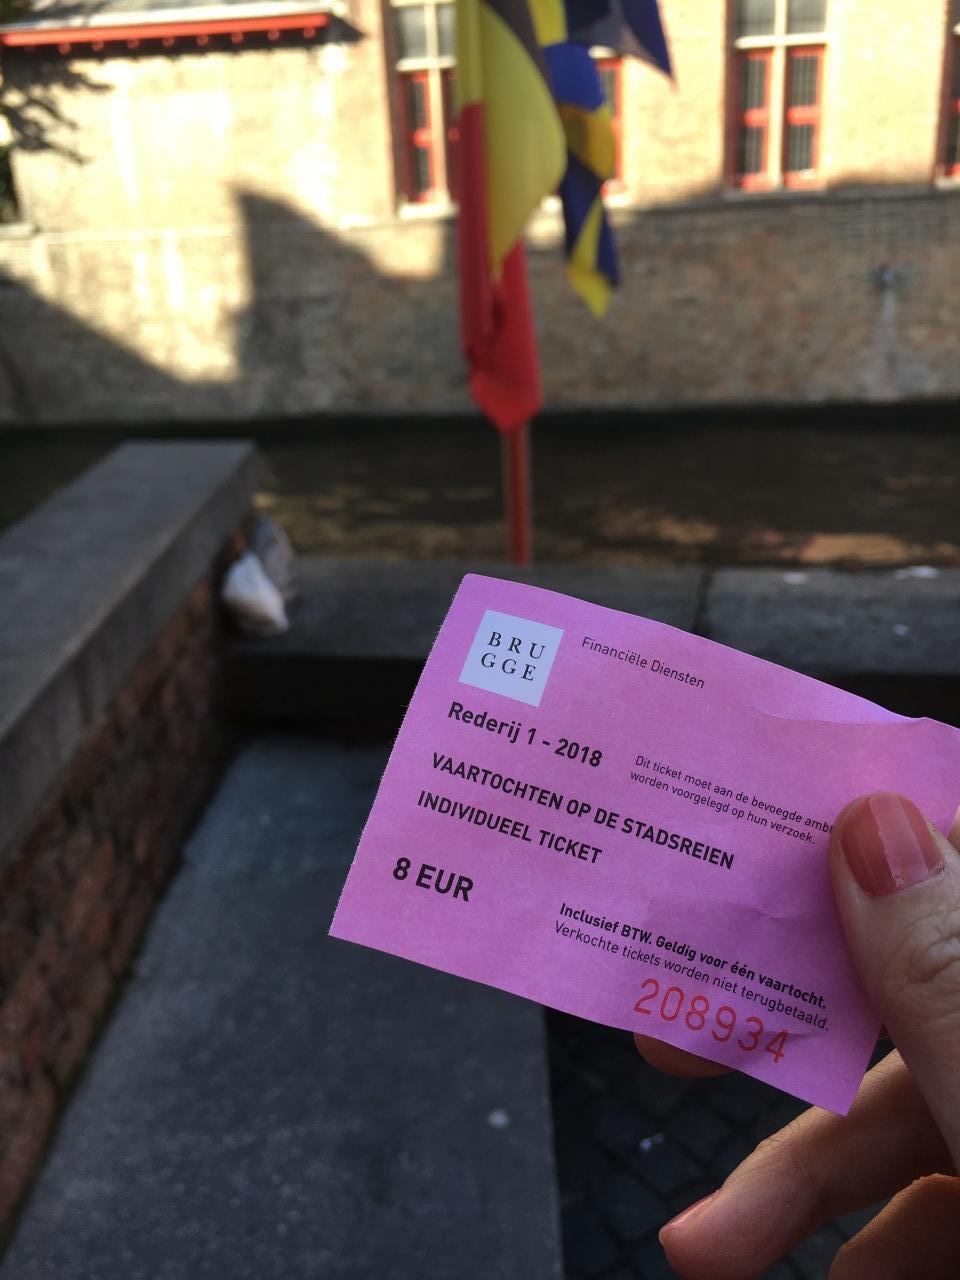 BRU
GGE
Financiële Diensten
Rederij 1 - 2018
Dit ticket moet aan de bevoegde
worden voorgelegd op hun verzoek.
VAARTOCHTEN OP DE STADSREIEN
INDIVIDUEEL TICKET
8 EUR
Inclusief BTW. Geldig voor één vaartocht.
Verkochte tickets worden niet terugbetaald.
208934